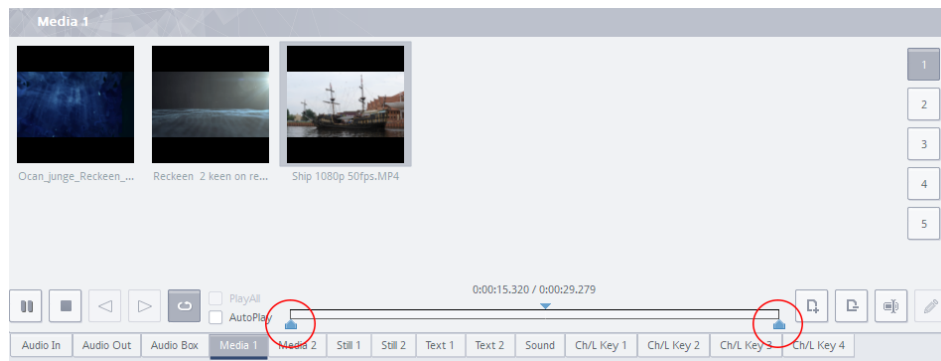 Media 1
1
2
3
4
5
Ocan_junge_Reckeen_...
Reckeen 2 keen on re...
Ship 1080p 50fps.MP4
0:00:15.320 / 0:00:29.279
PlayAll
AutoPlay
Audio In Audio Out Audio Box Media 1 Media 2 Still 1 Still 2 Text 1 Text 2 Sound Ch/L Key 1 Ch/L Key 2 Ch/L Key 3 Ch/L Key 4